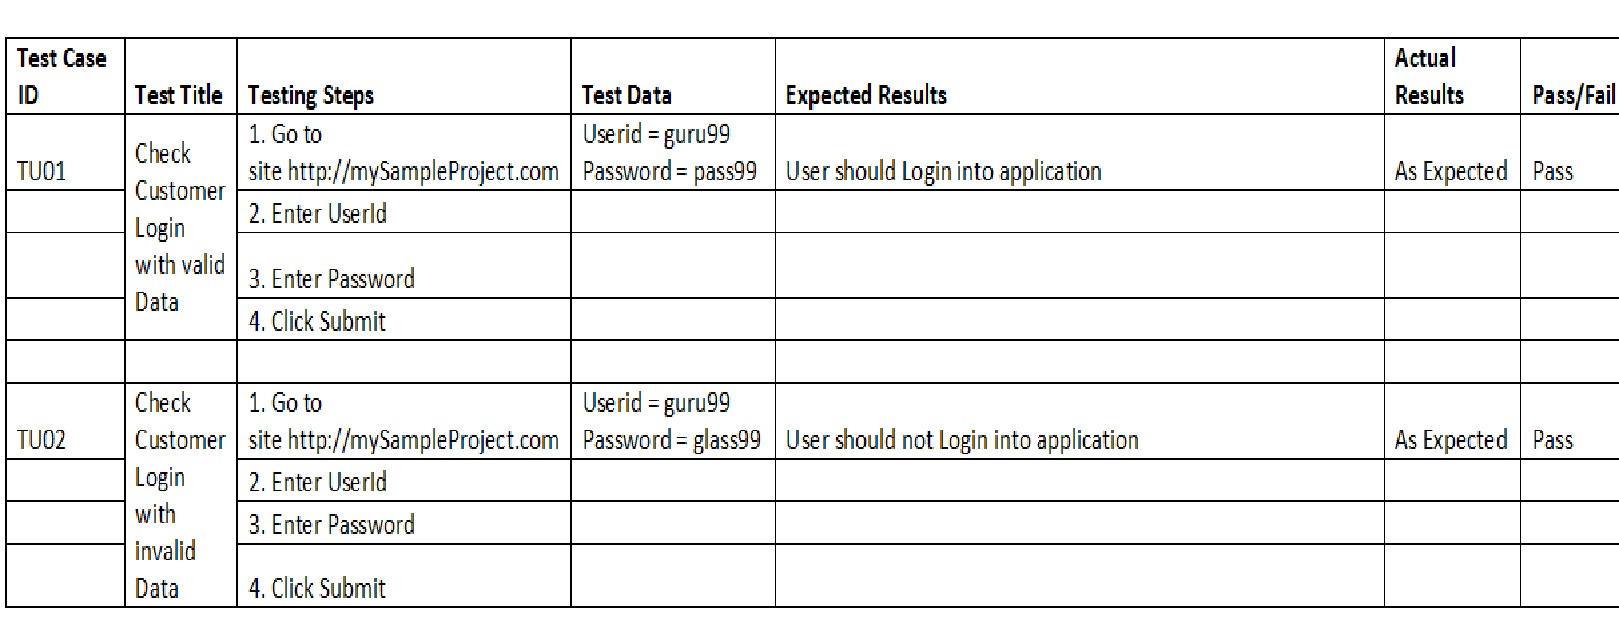 Test Case ID
Test Title
Testing Steps
Test Data
Expected Results
Actual Results
Pass/Fail
TU01
Check
Customer
Login
with valid
Data
1. Go to
site http://mySampleProject.com
Userid = guru99
Password = pass99
User should Login into application
As Expected
Pass
2. Enter UserId
3. Enter Password
4. Click Submit
TU02
Check
Customer
Login
with
invalid
Data
1. Go to
site http://mySampleProject.com
Userid = guru99
Password = glass99
User should not Login into application
As Expected
Pass
2. Enter UserId
3. Enter Password
4. Click Submit